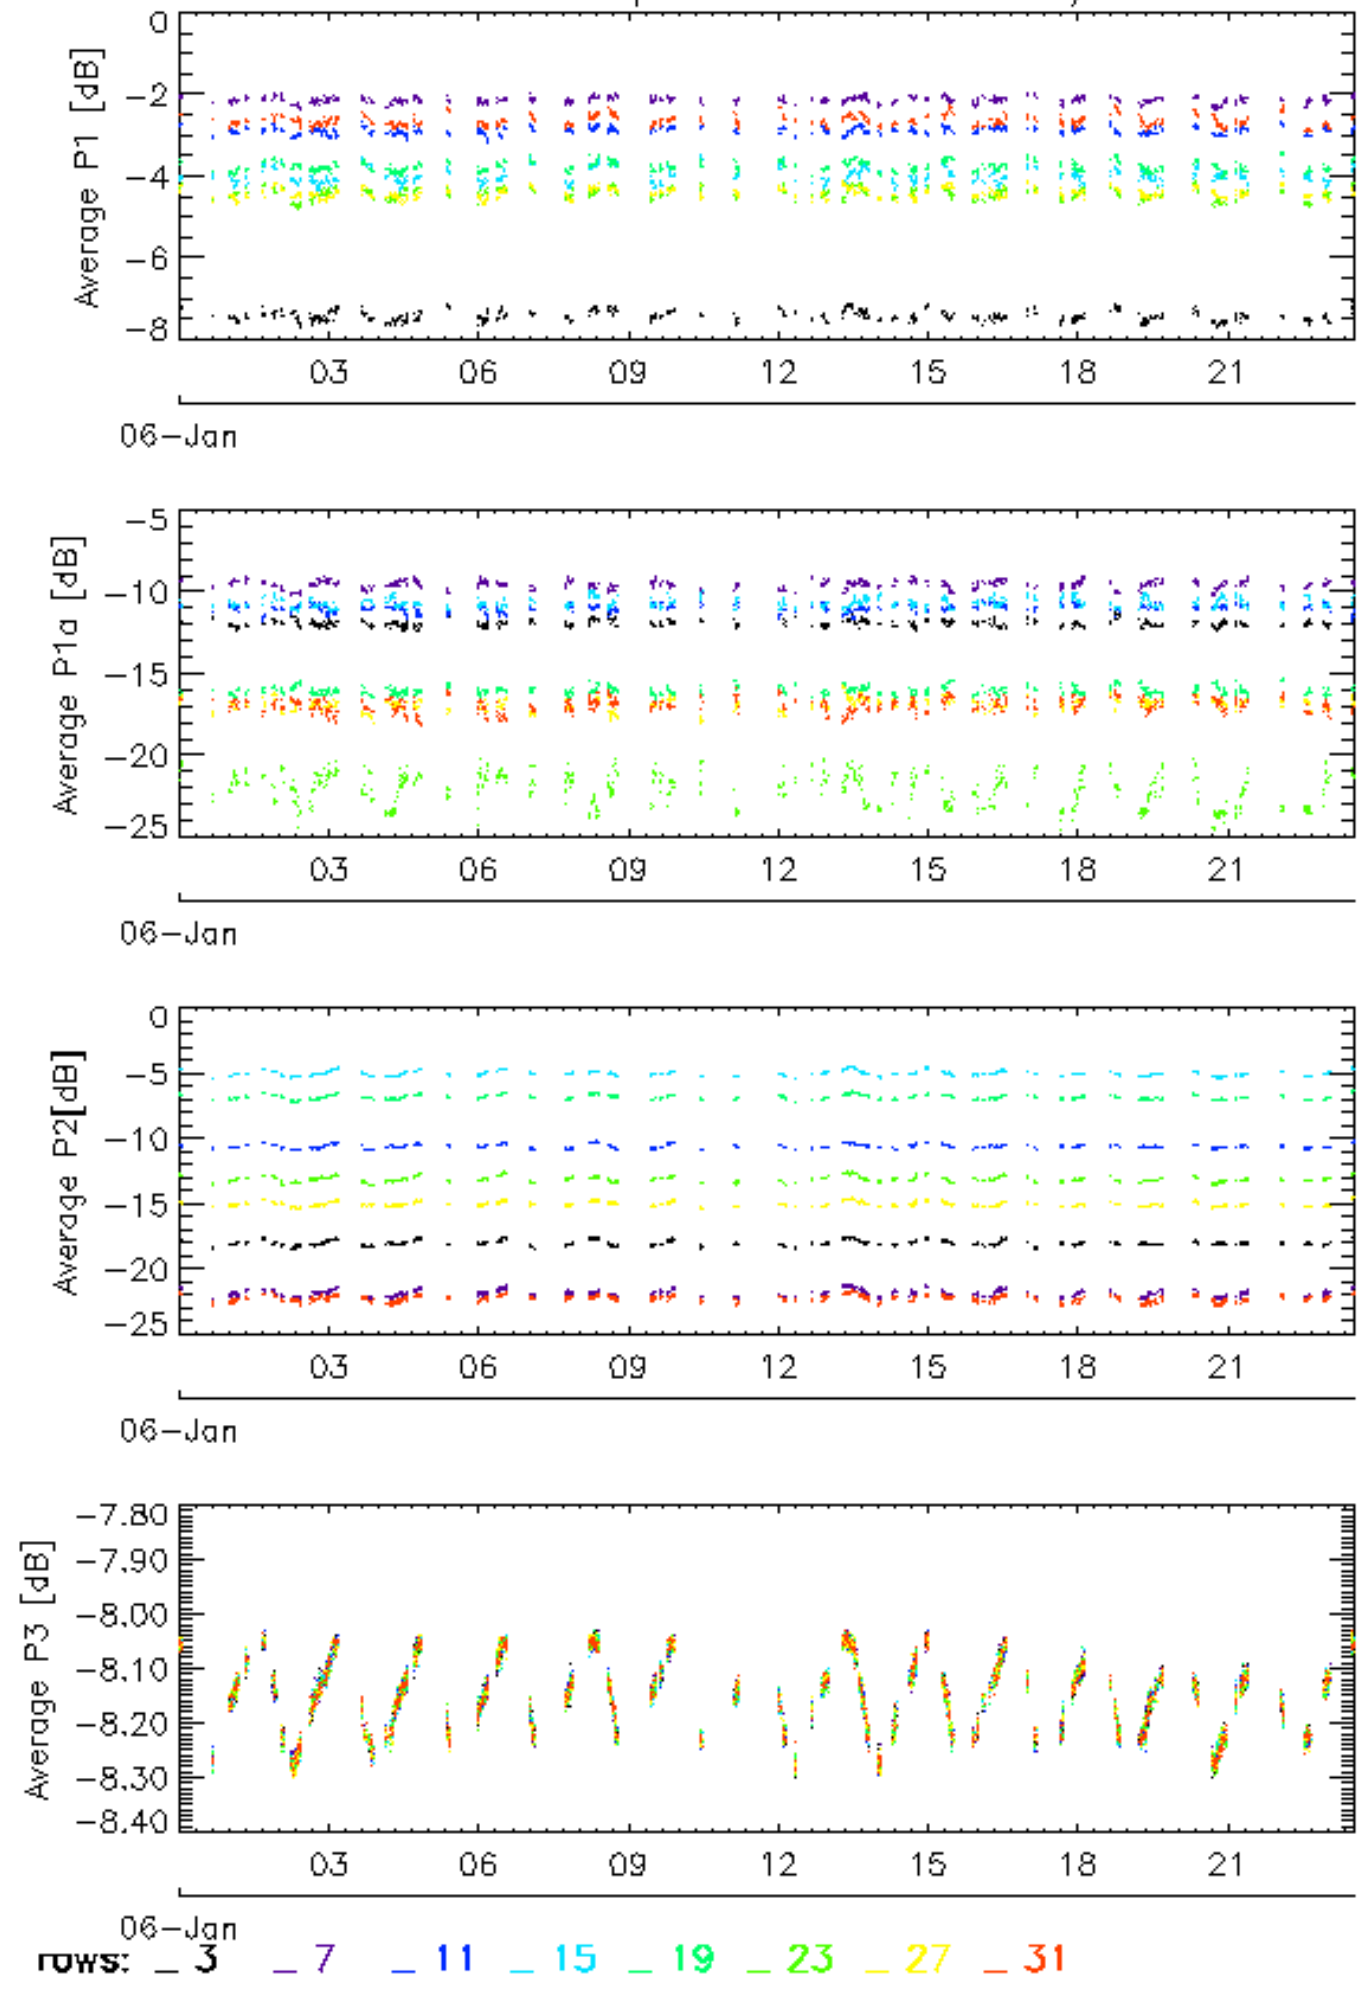 0
−2
−4
−6
−8
Average P1 [dB]
03 06 09 12 15 18 21
06−Jan
−5
−10
−15
−20
−25
Average P1a [dB]
03 06 09 12 15 18 21
06−Jan
0
−5
−10
−15
−20
−25
Average P2[dB]
03 06 09 12 15 18 21
06−Jan
−7.80
−7.90
−8.00
−8.10
−8.20
−8.30
−8.40
Average P3 [dB]
03 06 09 12 15 18 21
06−Jan
rows: _ 3 _ 7 _ 11 _ 15 _ 19 _ 23 _ 27 _ 31